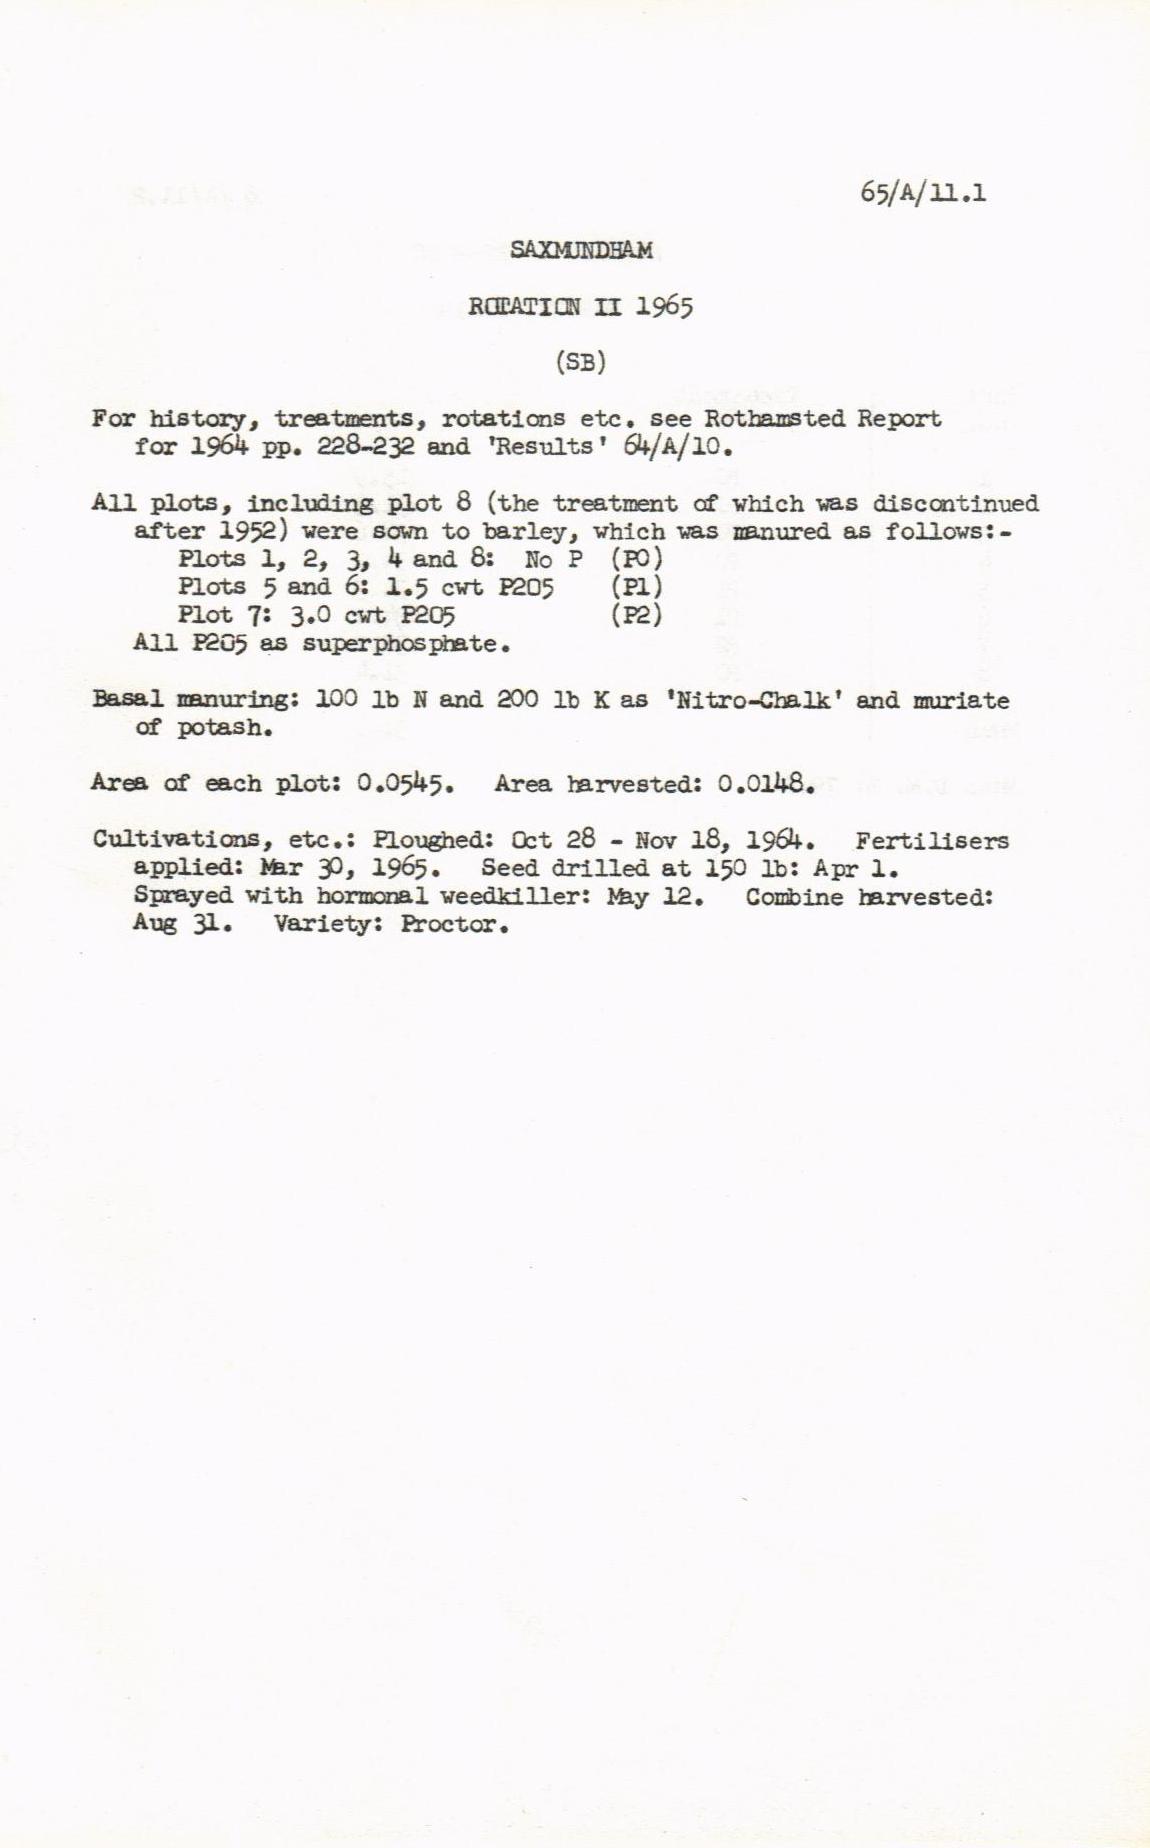 65/A/11.1
SAXMUNDHAM
ROTATION II 1965
(SB)
For history, treatments, rotations etc. see Rothamsted Report
for 1964 pp. 228-232 and 'Results' 64/A/10.
All plots, including plot 8 (the treatment of which was discontinued
after 1952) were sown to barley, which was manured as follows:-
Plots 1, 2, 3, 4 and 8: No P (P0)
Plots 5 and 6: 1.5 cwt P2O5 (P1)
Plot 7: 3.0 cwt P2O5 (P2)
All P2O5 as superphosphate.
Basal manuring: 100 lb N and 200 lb K as 'Nitro-Chalk' and muriate
of potash.
Area of each plot: 0.0545. Area harvested: 0.0148.
Cultivations, etc.: Ploughed: Oct 28 - Nov 18, 1964. Fertilisers
applied: Mar 30, 1965. Seed drilled at 150 lb: Apr 1.
Sprayed with hormonal weedkiller: May 12. Combine harvested:
Aug 31. Variety: Proctor.